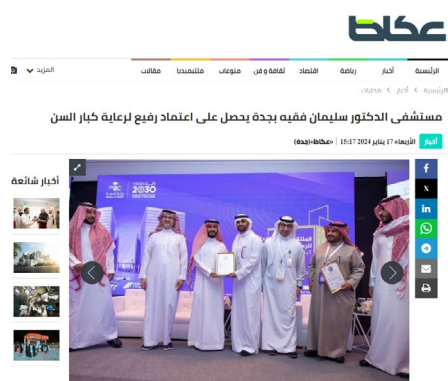 عكاظ
الرئيسية أخبار رياضة اقتصاد ثقافة و فن منوعات ملتيميديا مقالات المزيد
الرئيسية > أخبار > محليات
مستشفى الدكتور سليمان فقيه بجدة يحصل على اعتماد رفيع لرعاية كبار السن
أخبار الأربعاء 17 يناير 2024 15:17 | «عكاظ»(جدة)
أخبار شائعة
2030